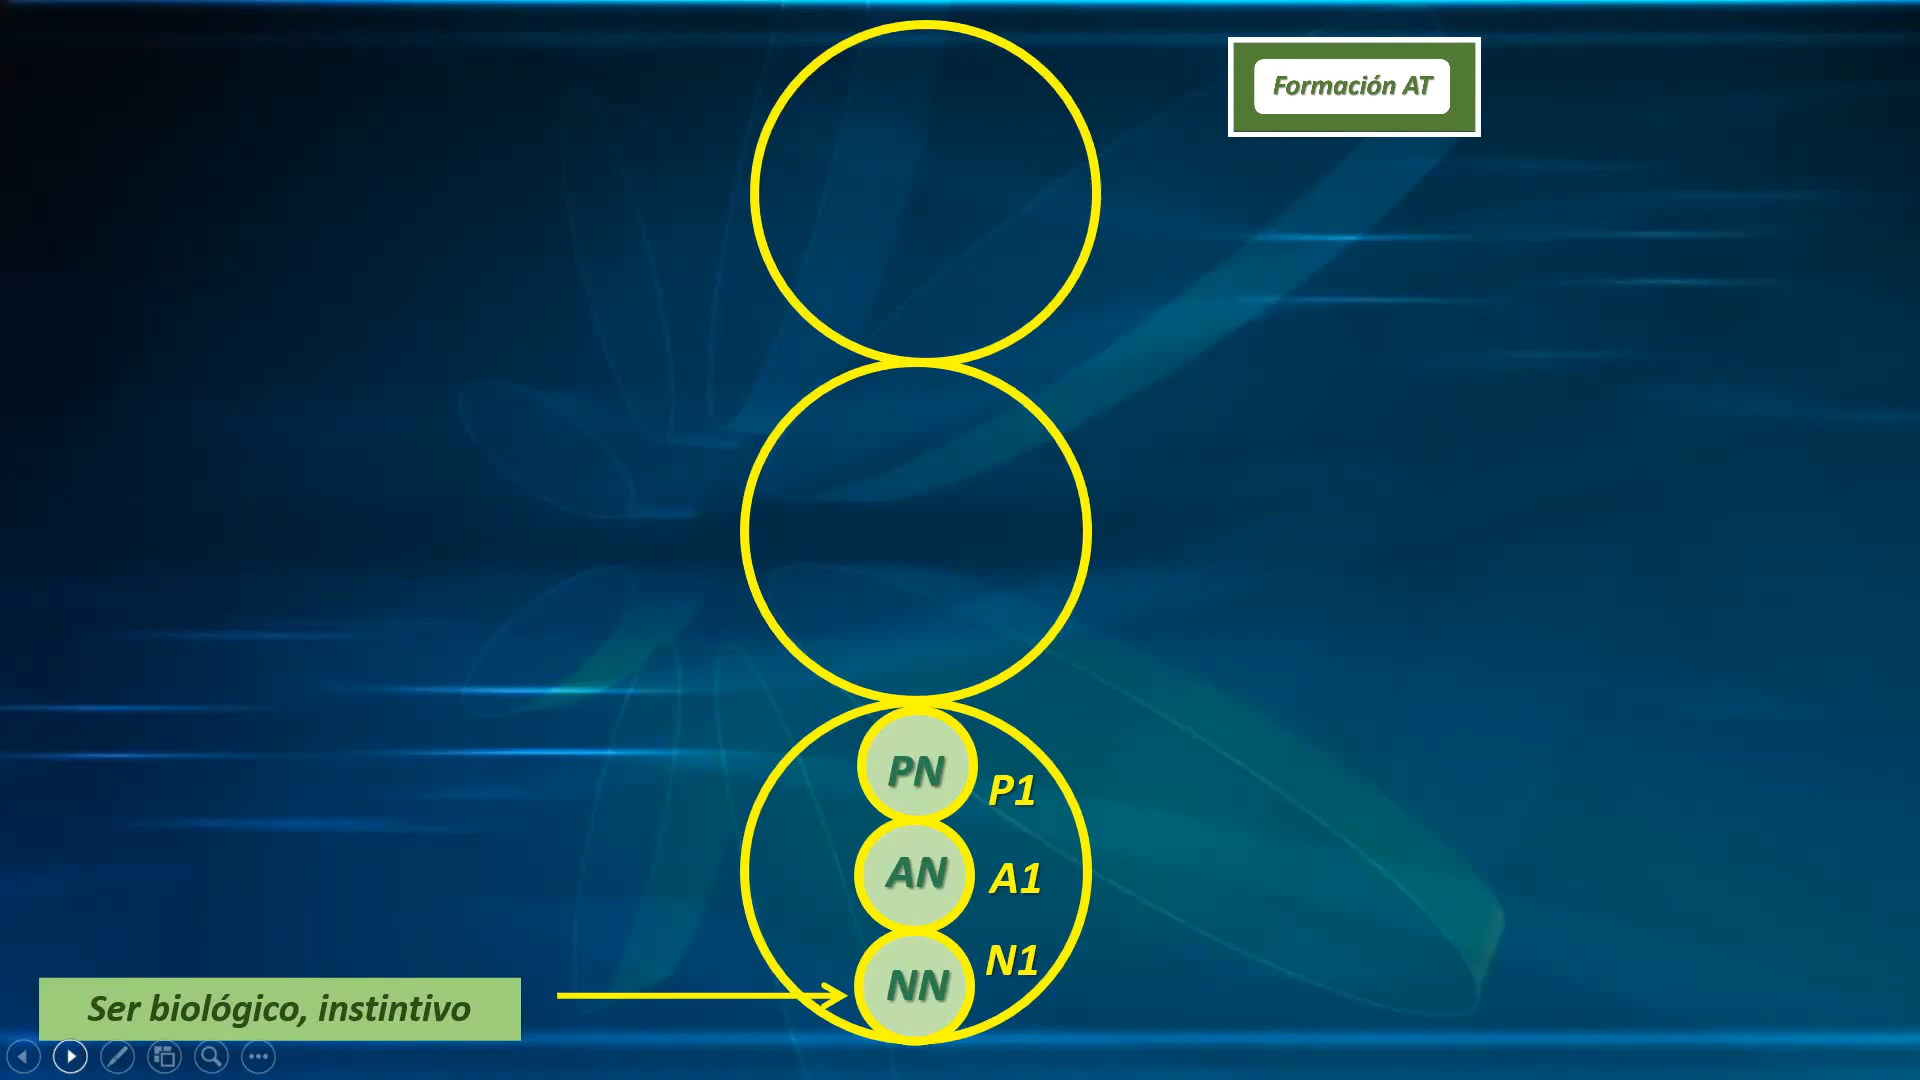 Formación AT
PN
P1
AN
A1
NN
N1
Ser biológico, instintivo